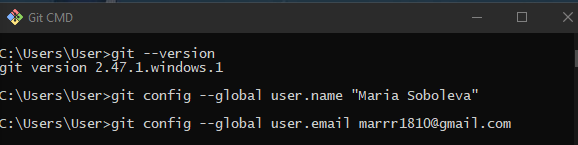 Git CMD
C:\Users\User>git --version
git version 2.47.1.windows.1
C:\Users\User>git config --global user.name "Maria Soboleva"
C:\Users\User>git config --global user.email marrr1810@gmail.com